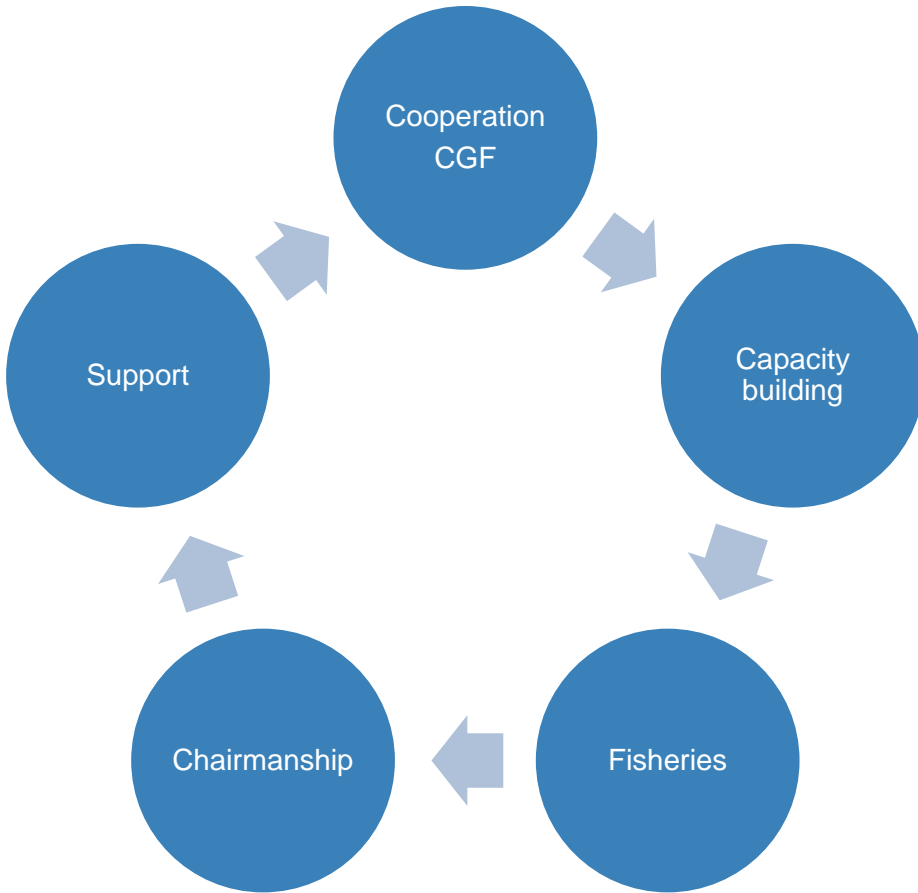 Cooperation
CGF
Capacity
building
Fisheries
Chairmanship
Support